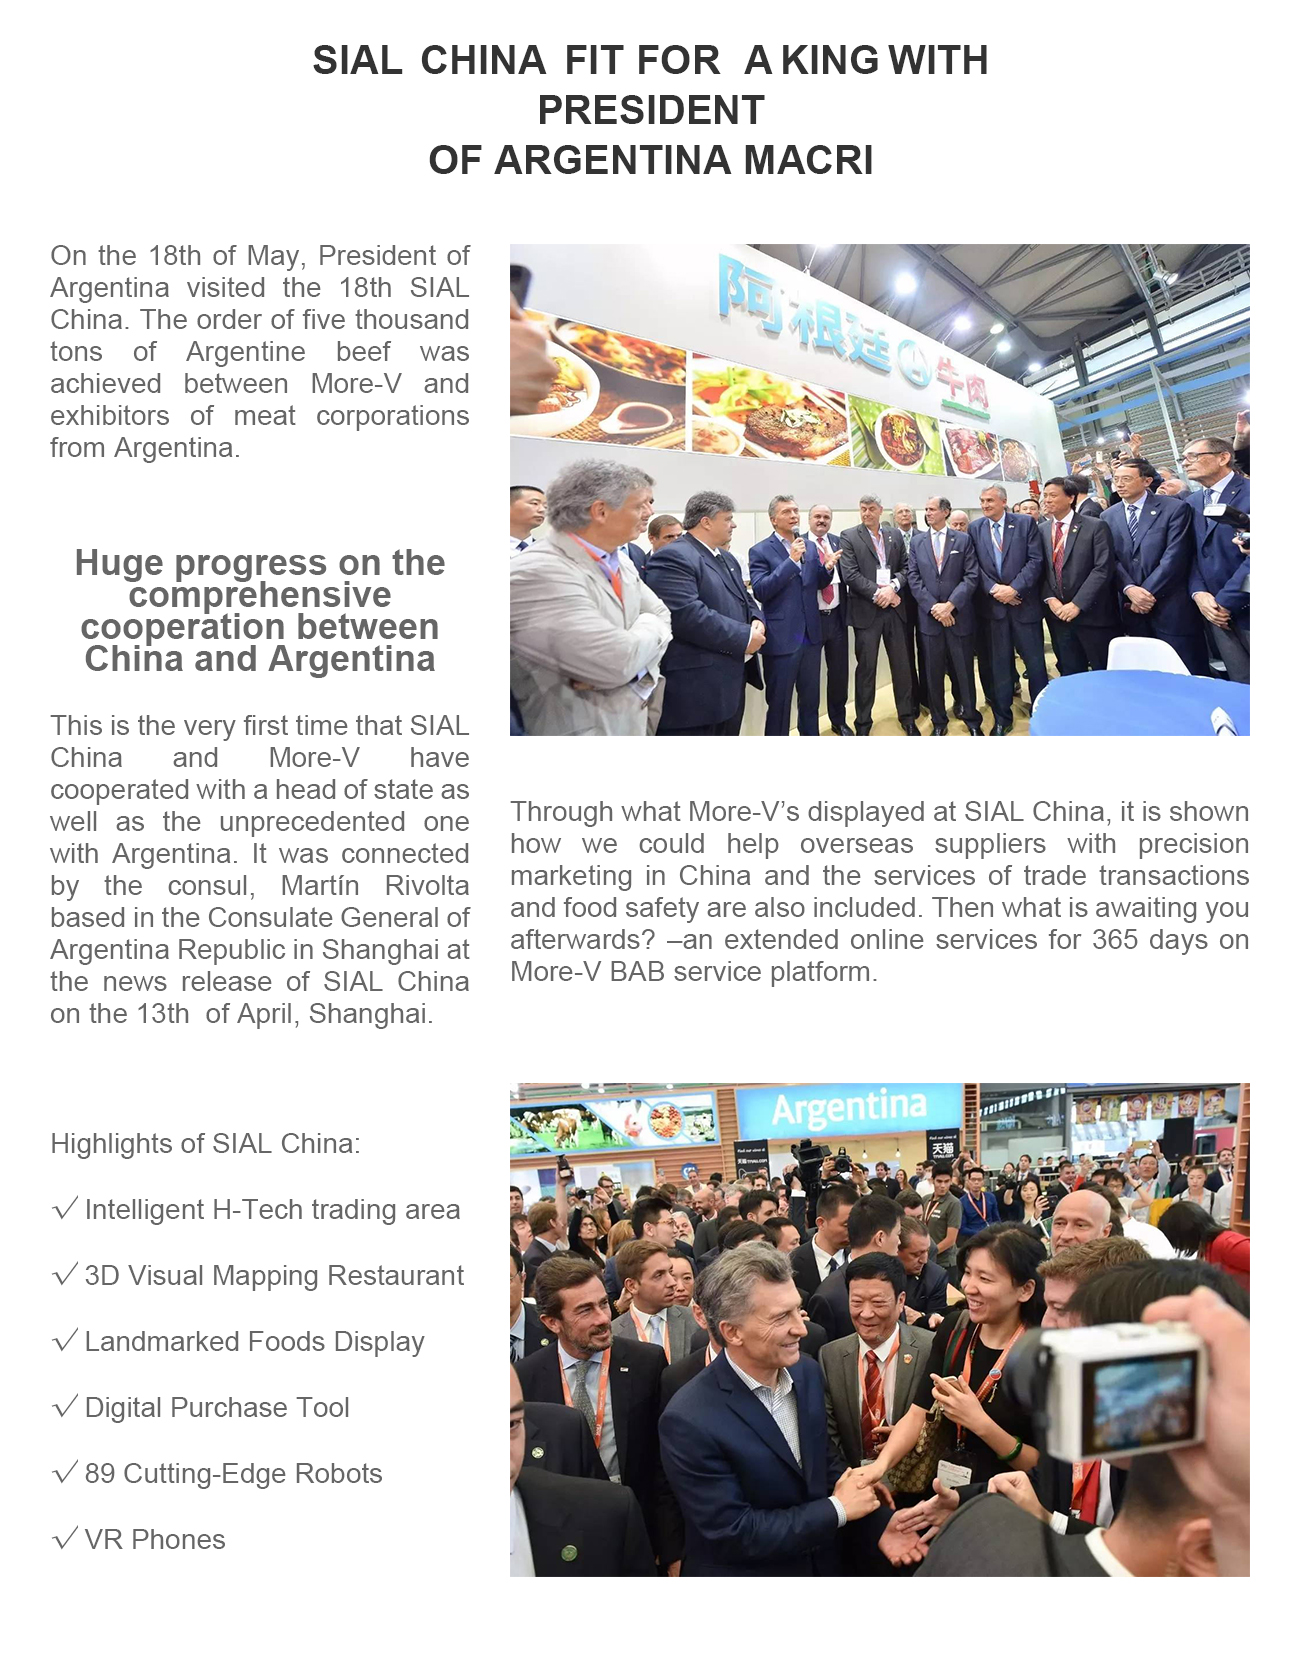 SIAL CHINA FIT FOR A KING WITH
PRESIDENT
OF ARGENTINA MACRI
On the 18th of May, President of
Argentina visited the 18th SIAL
China. The order of five thousand
tons of Argentine beef was
achieved between More-V and
exhibitors of meat corporations
from Argentina.
阿根廷牛肉
Huge progress on the
comprehensive
cooperation between
China and Argentina
This is the very first time that SIAL
China and More-V have
cooperated with a head of state as
well as the unprecedented one
with Argentina. It was connected
by the consul, Martín Rivolta
based in the Consulate General of
Argentina Republic in Shanghai at
the news release of SIAL China
on the 13th of April, Shanghai.
Through what More-V’s displayed at SIAL China, it is shown
how we could help overseas suppliers with precision
marketing in China and the services of trade transactions
and food safety are also included. Then what is awaiting you
afterwards? –an extended online services for 365 days on
More-V BAB service platform.
Highlights of SIAL China:
✓ Intelligent H-Tech trading area
✓ 3D Visual Mapping Restaurant
✓ Landmarked Foods Display
✓ Digital Purchase Tool
✓ 89 Cutting-Edge Robots
✓ VR Phones
Argentina
天猫
TMALL.COM
天猫